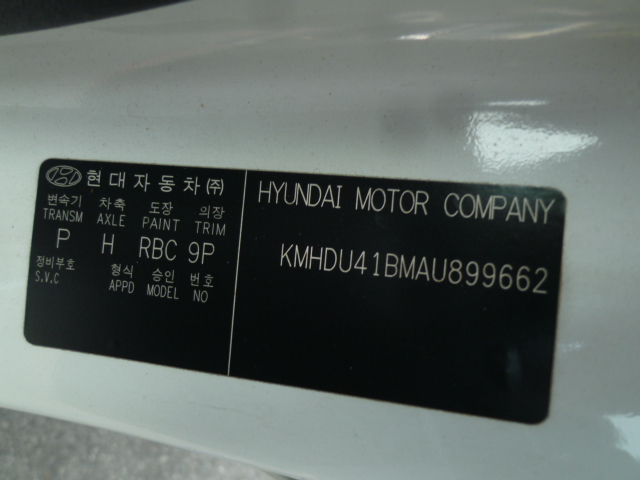 현대자동차(주)
변속기 차축 도장 의장
TRANSM AXLE PAINT TRIM
P H RBC 9P
정비부호 형식 승인 번호
S.V.C APPD MODEL NO
HYUNDAI MOTOR COMPANY
KMHDU41BMAU899662